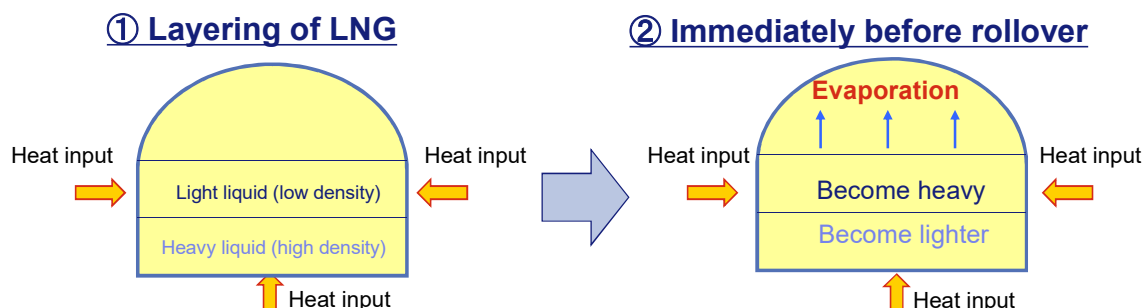 ① Layering of LNG
Heat input
Heat input
Light liquid (low density)
Heavy liquid (high density)
Heat input
② Immediately before rollover
Evaporation
Heat input
Heat input
Become heavy
Become lighter
Heat input